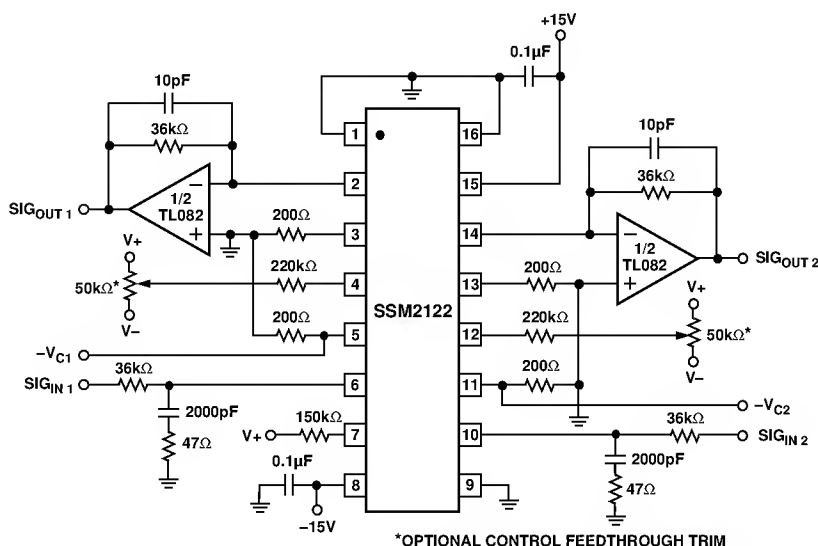 +15V
0.1µF
10pF
36kΩ
1/2
TL082
−
+
SIGOUT 1
V+
50kΩ*
V−
−VC1
SIGIN 1
36kΩ
2000pF
47Ω
200Ω
220kΩ
200Ω
V+
150kΩ
0.1µF
−15V
1
2
3
4
5
6
7
8
SSM2122
16
15
14
13
12
11
10
9
10pF
36kΩ
1/2
TL082
−
+
SIGOUT 2
200Ω
220kΩ
200Ω
V+
50kΩ*
V−
−VC2
36kΩ
SIGIN 2
2000pF
47Ω
*OPTIONAL CONTROL FEEDTHROUGH TRIM